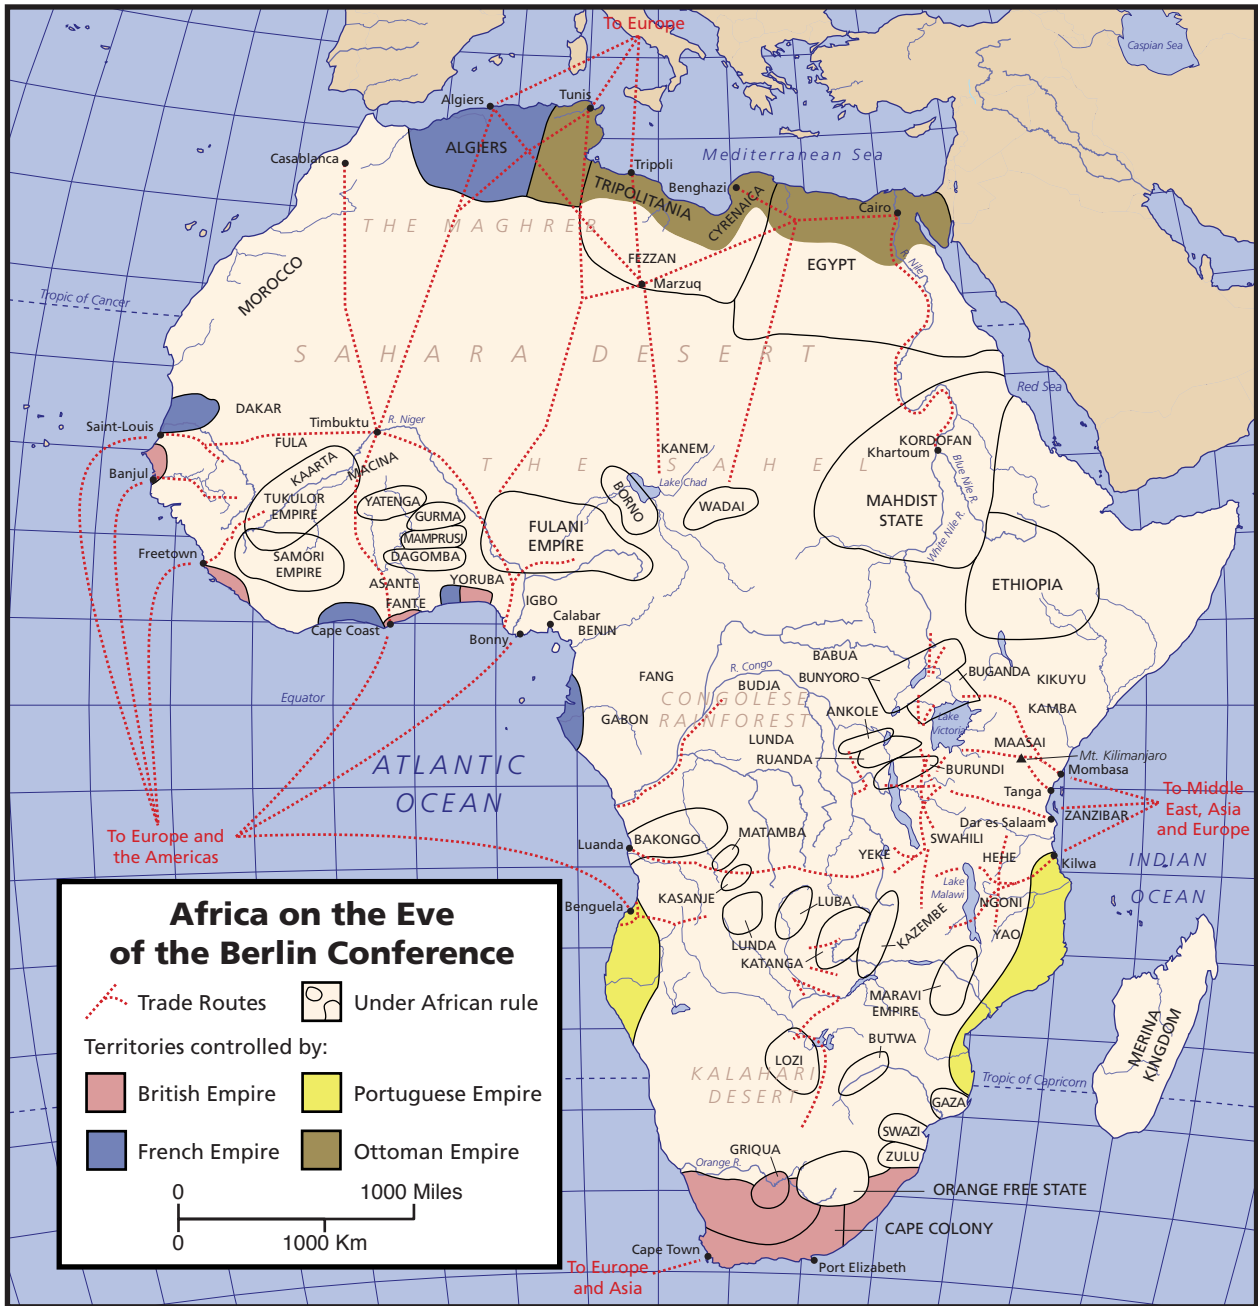 To Europe
Caspian Sea
Algiers
Tunis
ALGIERS
Casablanca
Mediterranean Sea
Tripoli
Benghazi
TRIPOLITANIA
CYRENAICA
Cairo
THE MAGHREB
R. Nile
FEZZAN
EGYPT
Marzuq
MOROCCO
Tropic of Cancer
SAHARA DESERT
Red Sea
DAKAR
Saint-Louis
Timbuktu
R. Niger
FULA
KANEM
KORDOFAN
Khartoum
KAARTA
MACINA
THE SAHEL
Banjul
Lake Chad
Blue Nile R.
TUKULOR
EMPIRE
YATENGA
BORNO
WADAI
MAHDIST
STATE
GURMA
FULANI
EMPIRE
White Nile R.
MAMPRUSI
Freetown
SAMORI
EMPIRE
DAGOMBA
ASANTE
YORUBA
ETHIOPIA
FANTE
IGBO
Cape Coast
Calabar
Bonny
BENIN
BABUA
R. Congo
FANG
BUDJA
BUNYORO
BUGANDA
KIKUYU
Equator
CONGOLESE
RAINFOREST
GABON
ANKOLE
KAMBA
Lake
Victoria
LUNDA
MAASAI
RUANDA
Mt. Kilimanjaro
BURUNDI
Mombasa
ATLANTIC
OCEAN
Tanga
To Middle
East, Asia
and Europe
ZANZIBAR
Dar es Salaam
To Europe and
the Americas
Luanda
BAKONGO
MATAMBA
SWAHILI
YEKE
HEHE
Kilwa
INDIAN
OCEAN
Lake
Malawi
KASANJE
LUBA
NGONI
Benguela
KAZEMBE
YAO
LUNDA
KATANGA
MARAVI
EMPIRE
BUTWA
LOZI
MERINA
KINGDOM
KALAHARI
DESERT
Tropic of Capricorn
GAZA
SWAZI
ZULU
GRIQUA
Orange R.
ORANGE FREE STATE
CAPE COLONY
Cape Town
To Europe
and Asia
Port Elizabeth
Africa on the Eve
of the Berlin Conference
Trade Routes
Under African rule
Territories controlled by:
British Empire
Portuguese Empire
French Empire
Ottoman Empire
0 1000 Miles
0 1000 Km